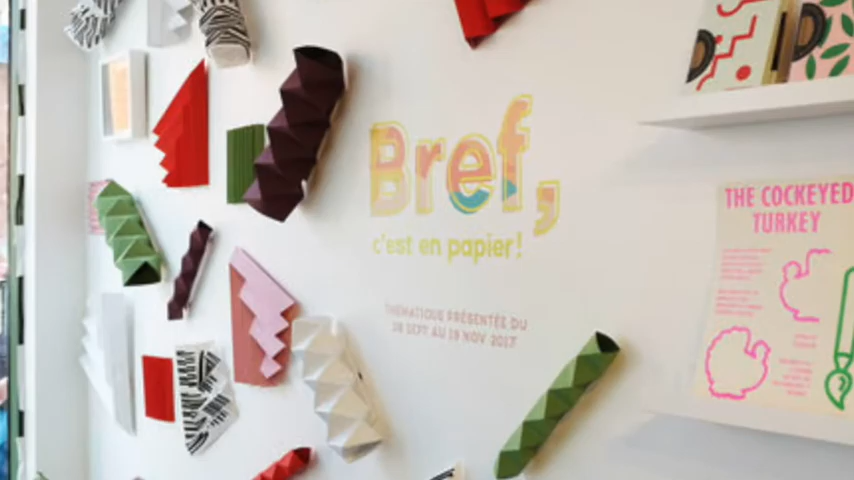 Bref,
c'est en papier!
THÉMATIQUE PRÉSENTÉE DU
28 SEPT AU 19 NOV 2017
THE COCKEYED
TURKEY